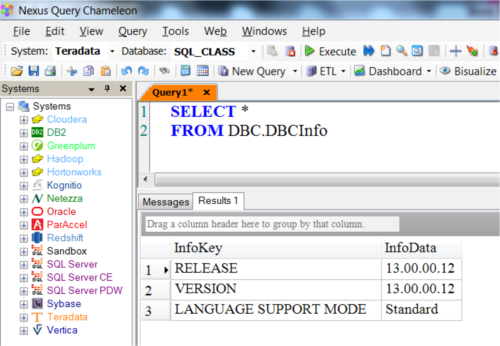 Nexus Query Chameleon
File Edit View Query Tools Web Windows Help
System: Teradata Database: SQL_CLASS Execute
New Query ETL Dashboard Bisualize
Systems
Systems
Cloudera
DB2 DB2
Greenplum
Hadoop
Hortonworks
Kognitio
Netezza
Oracle
ParAccel
Redshift
Sandbox
SQL Server
SQL Server CE
SQL Server PDW
Sybase
Teradata
Vertica
Query1* X
1 SELECT *
2 FROM DBC.DBCInfo
Messages Results 1
Drag a column header here to group by that column.
InfoKey InfoData
1 RELEASE 13.00.00.12
2 VERSION 13.00.00.12
3 LANGUAGE SUPPORT MODE Standard